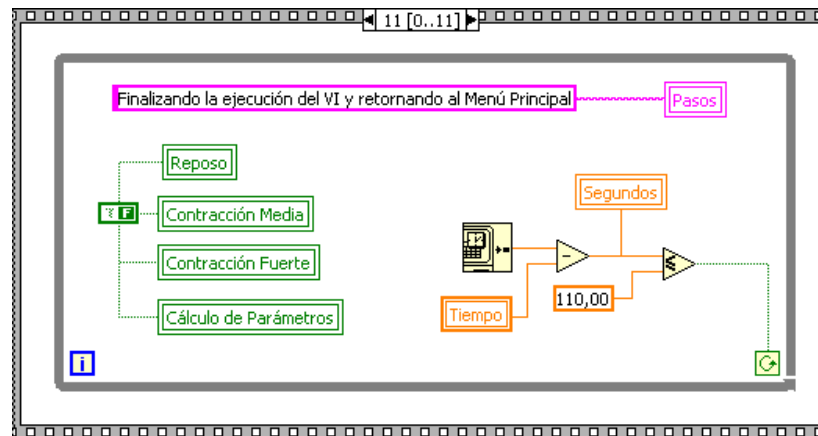 11 [0..11]
Finalizando la ejecución del VI y retornando al Menú Principal
Pasos
Reposo
Segundos
F
Contracción Media
Contracción Fuerte
110,00
Tiempo
Cálculo de Parámetros
i